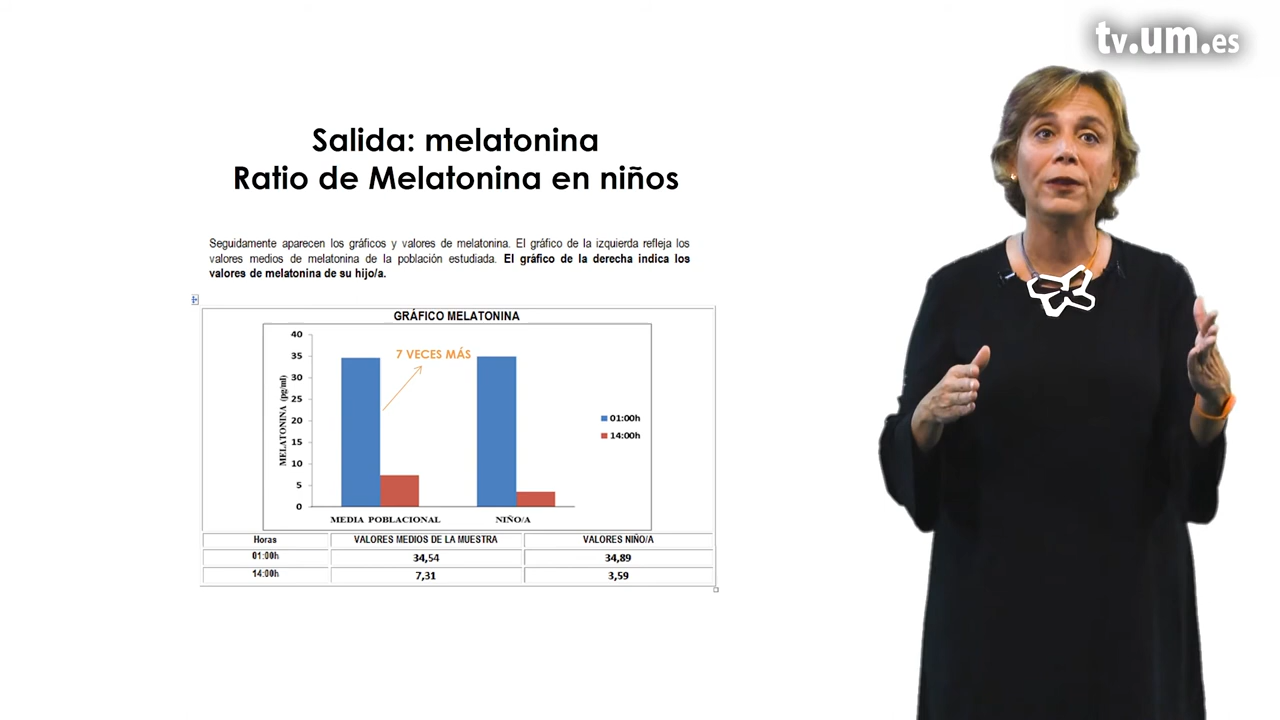 tv.um.es
Salida: melatonina
Ratio de Melatonina en niños
Seguidamente aparecen los gráficos y valores de melatonina. El gráfico de la izquierda refleja los
valores medios de melatonina de la población estudiada. El gráfico de la derecha indica los
valores de melatonina de su hijo/a.
GRÁFICO MELATONINA
MELATONINA (pg/ml)
40
35
30
25
20
15
10
5
0
7 VECES MÁS
01:00h
14:00h
MEDIA POBLACIONAL NIÑO/A
Horas VALORES MEDIOS DE LA MUESTRA VALORES NIÑO/A
01:00h 34,54 34,89
14:00h 7,31 3,59